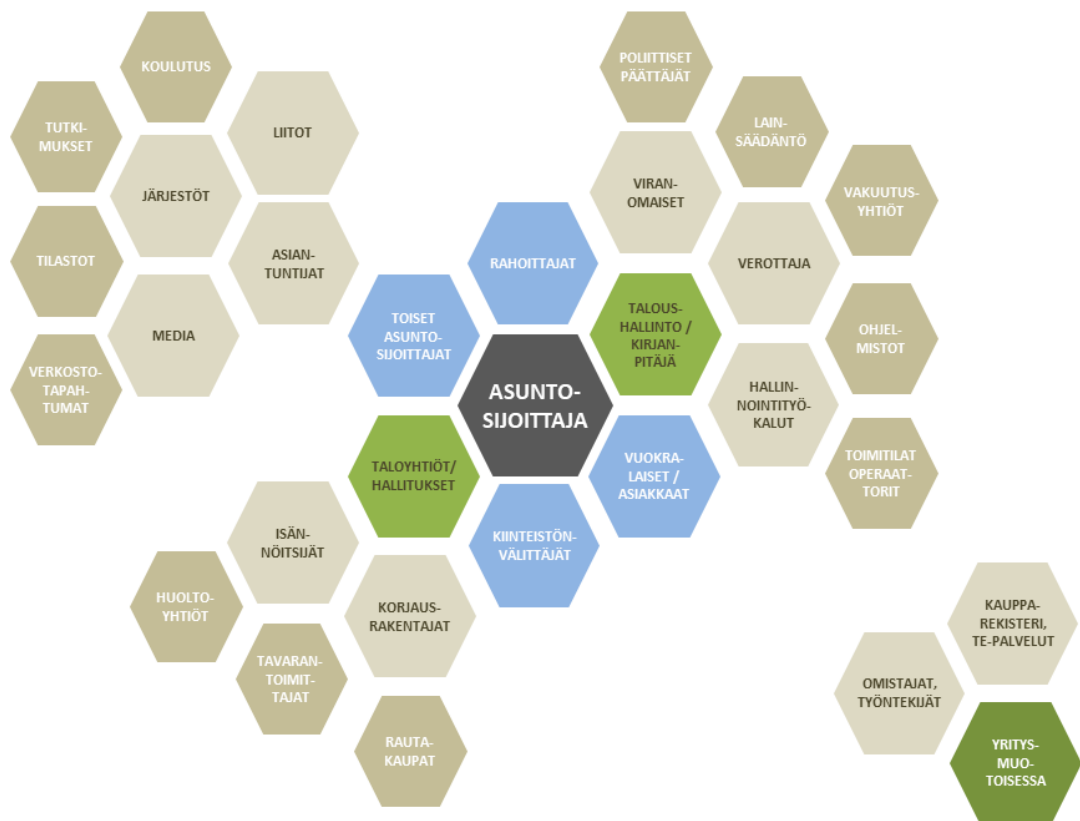 KOULUTUS
TUTKI-
MUKSET
LIITOT
JÄRJESTÖT
TILASTOT
ASIAN-
TUNTIJAT
MEDIA
VERKOSTO-
TAPAH-
TUMAT
POLIITTISET
PÄÄTTÄJÄT
LAIN-
SÄÄDÄNTÖ
VIRAN-
OMAISET
VAKUUTUS-
YHTIÖT
VEROTTAJA
RAHOITTAJAT
TOISET
ASUNTO-
SIJOITTAJAT
TALOUS-
HALLINTO /
KIRJAN-
PITÄJÄ
OHJEL-
MISTOT
ASUNTO-
SIJOITTAJA
HALLIN-
NOINTITYÖ-
KALUT
TALOYHTIÖT/
HALLITUKSET
VUOKRA-
LAISET /
ASIAKKAAT
TOIMITILAT
OPERAAT-
TORIT
KIINTEISTÖN-
VÄLITTÄJÄT
ISÄN-
NÖITSIJÄT
HUOLTO-
YHTIÖT
KORJAUS-
RAKENTAJAT
TAVARAN-
TOIMIT-
TAJAT
RAUTA-
KAUPAT
KAUPPA-
REKISTERI,
TE-PALVELUT
OMISTAJAT,
TYÖNTEKIJÄT
YRITYS-
MUO-
TOISESSA